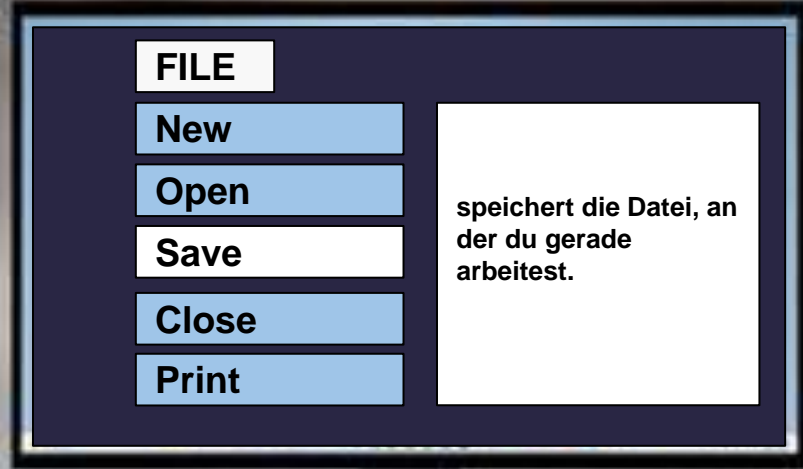 FILE
New
Open
Save
Close
Print
speichert die Datei, an
der du gerade
arbeitest.